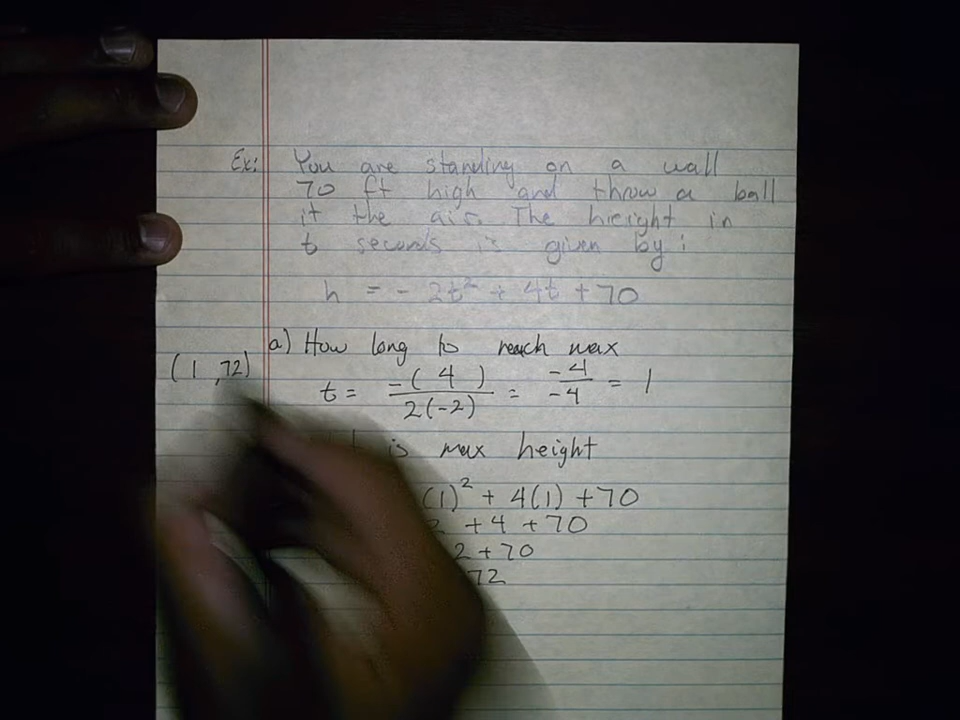 Ex: You are standing on a wall
70 ft high and throw a ball
it the air. The hieight in
t seconds is given by:
h = - 2t² + 4t + 70
a) How long to reach max
(1, 72)
t = -(4) / 2(-2) = -4 / -4 = 1
is max height
(1)² + 4(1) + 70
2 + 4 + 70
2 + 70
72